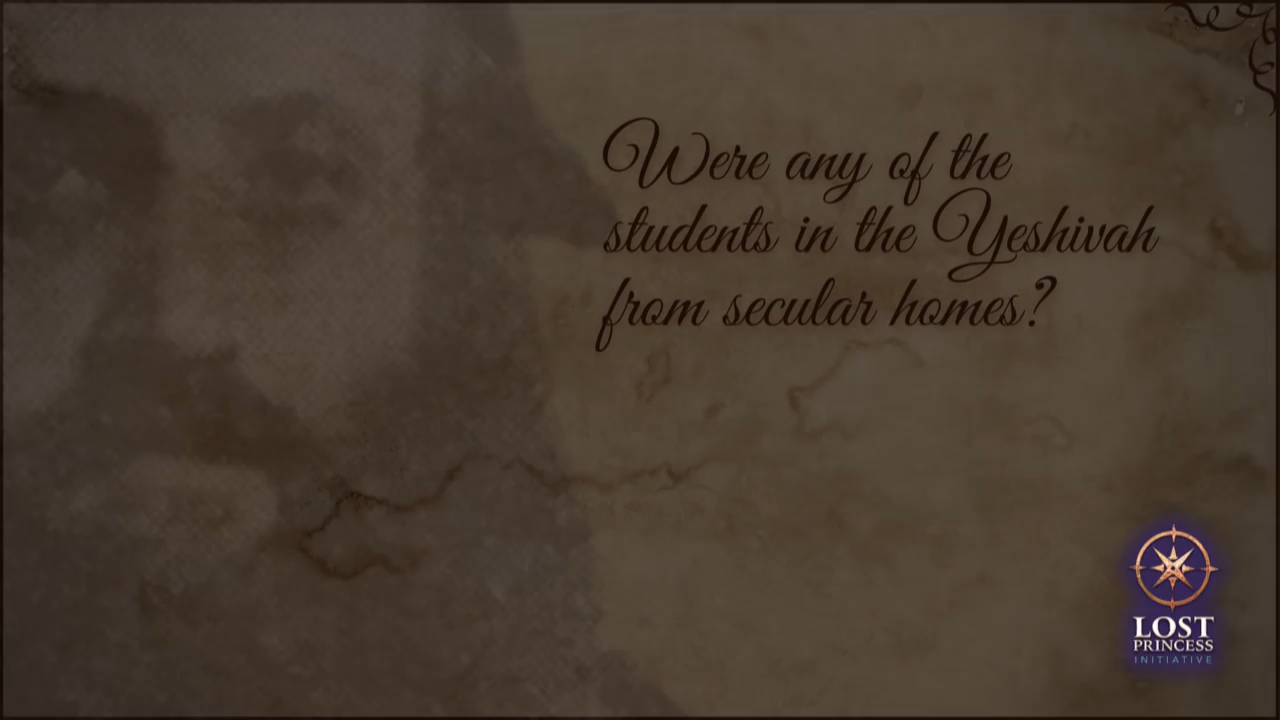 Were any of the
students in the Yeshivah
from secular homes?
LOST
PRINCESS
INITIATIVE